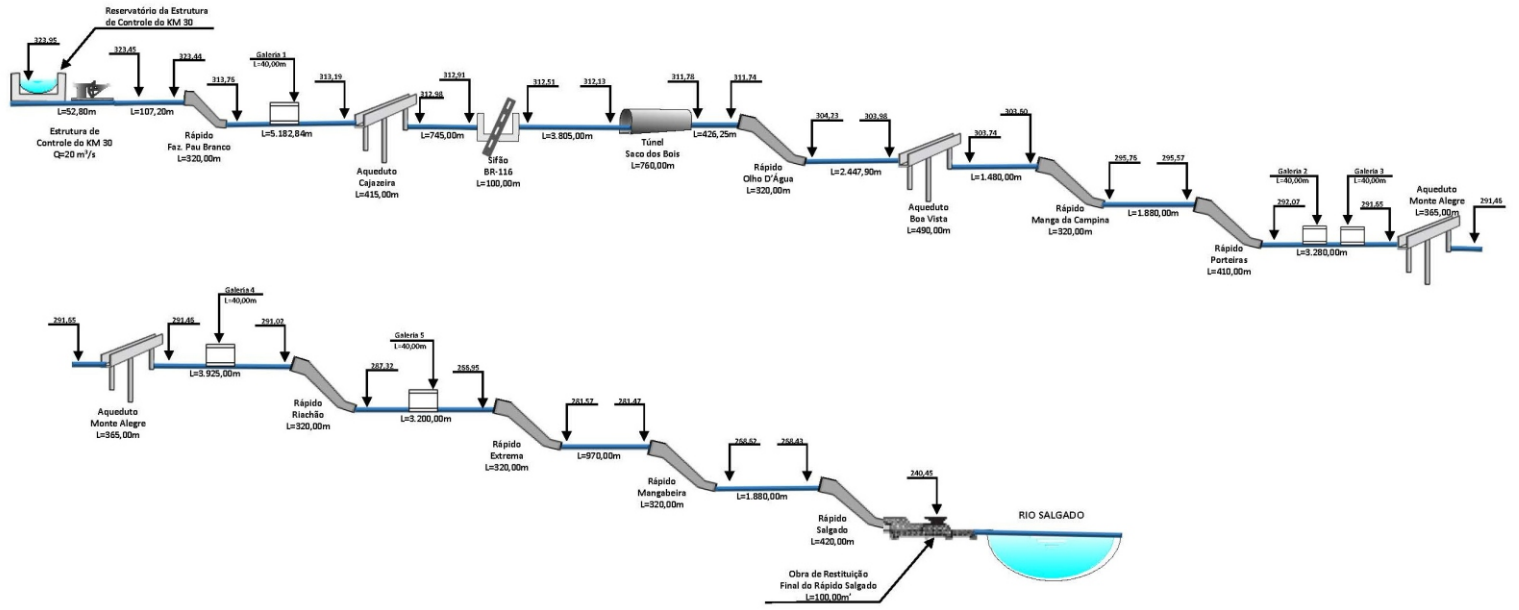 Reservatório da Estrutura
de Controle do KM 30
323,95
323,45
323,44
L=52,80m
L=107,20m
Estrutura de
Controle do KM 30
Q=20 m³/s
Rápido
Faz. Pau Branco
L=320,00m
313,76
Galeria 1
L=40,00m
313,19
L=5.182,84m
Aqueduto
Cajazeira
L=415,00m
312,98
312,91
L=745,00m
Sifão
BR-116
L=100,00m
312,51
312,13
L=3.805,00m
Túnel
Saco dos Bois
L=760,00m
311,78
311,74
L=426,25m
Rápido
Olho D'Água
L=320,00m
304,23
303,98
L=2.447,90m
Aqueduto
Boa Vista
L=490,00m
303,74
303,60
L=1.480,00m
Rápido
Manga da Campina
L=320,00m
295,76
295,57
L=1.880,00m
Rápido
Porteiras
L=410,00m
292,07
Galeria 2
L=40,00m
Galeria 3
L=40,00m
291,65
L=3.280,00m
Aqueduto
Monte Alegre
L=365,00m
291,46
291,65
Aqueduto
Monte Alegre
L=365,00m
291,46
Galeria 4
L=40,00m
291,02
L=3.925,00m
Rápido
Riachão
L=320,00m
287,32
Galeria 5
L=40,00m
286,95
L=3.200,00m
Rápido
Extrema
L=320,00m
281,57
281,47
L=970,00m
Rápido
Mangabeira
L=320,00m
268,62
268,43
L=1.880,00m
Rápido
Salgado
L=420,00m
240,45
RIO SALGADO
Obra de Restituição
Final do Rápido Salgado
L=100,00m'